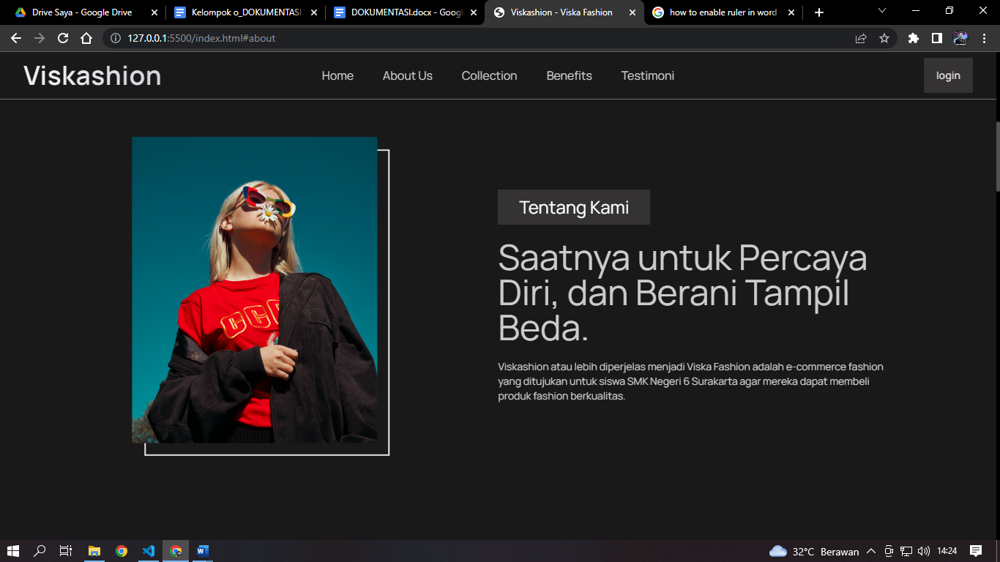 Drive Saya - Google Drive
Kelompok o_DOKUMENTASI
DOKUMENTASI.docx - Goog
Viskashion - Viska Fashion
how to enable ruler in word -
127.0.0.1:5500/index.html#about
Viskashion
Home
About Us
Collection
Benefits
Testimoni
login
Tentang Kami
Saatnya untuk Percaya
Diri, dan Berani Tampil
Beda.
Viskashion atau lebih diperjelas menjadi Viska Fashion adalah e-commerce fashion
yang ditujukan untuk siswa SMK Negeri 6 Surakarta agar mereka dapat membeli
produk fashion berkualitas.
32°C Berawan
14:24